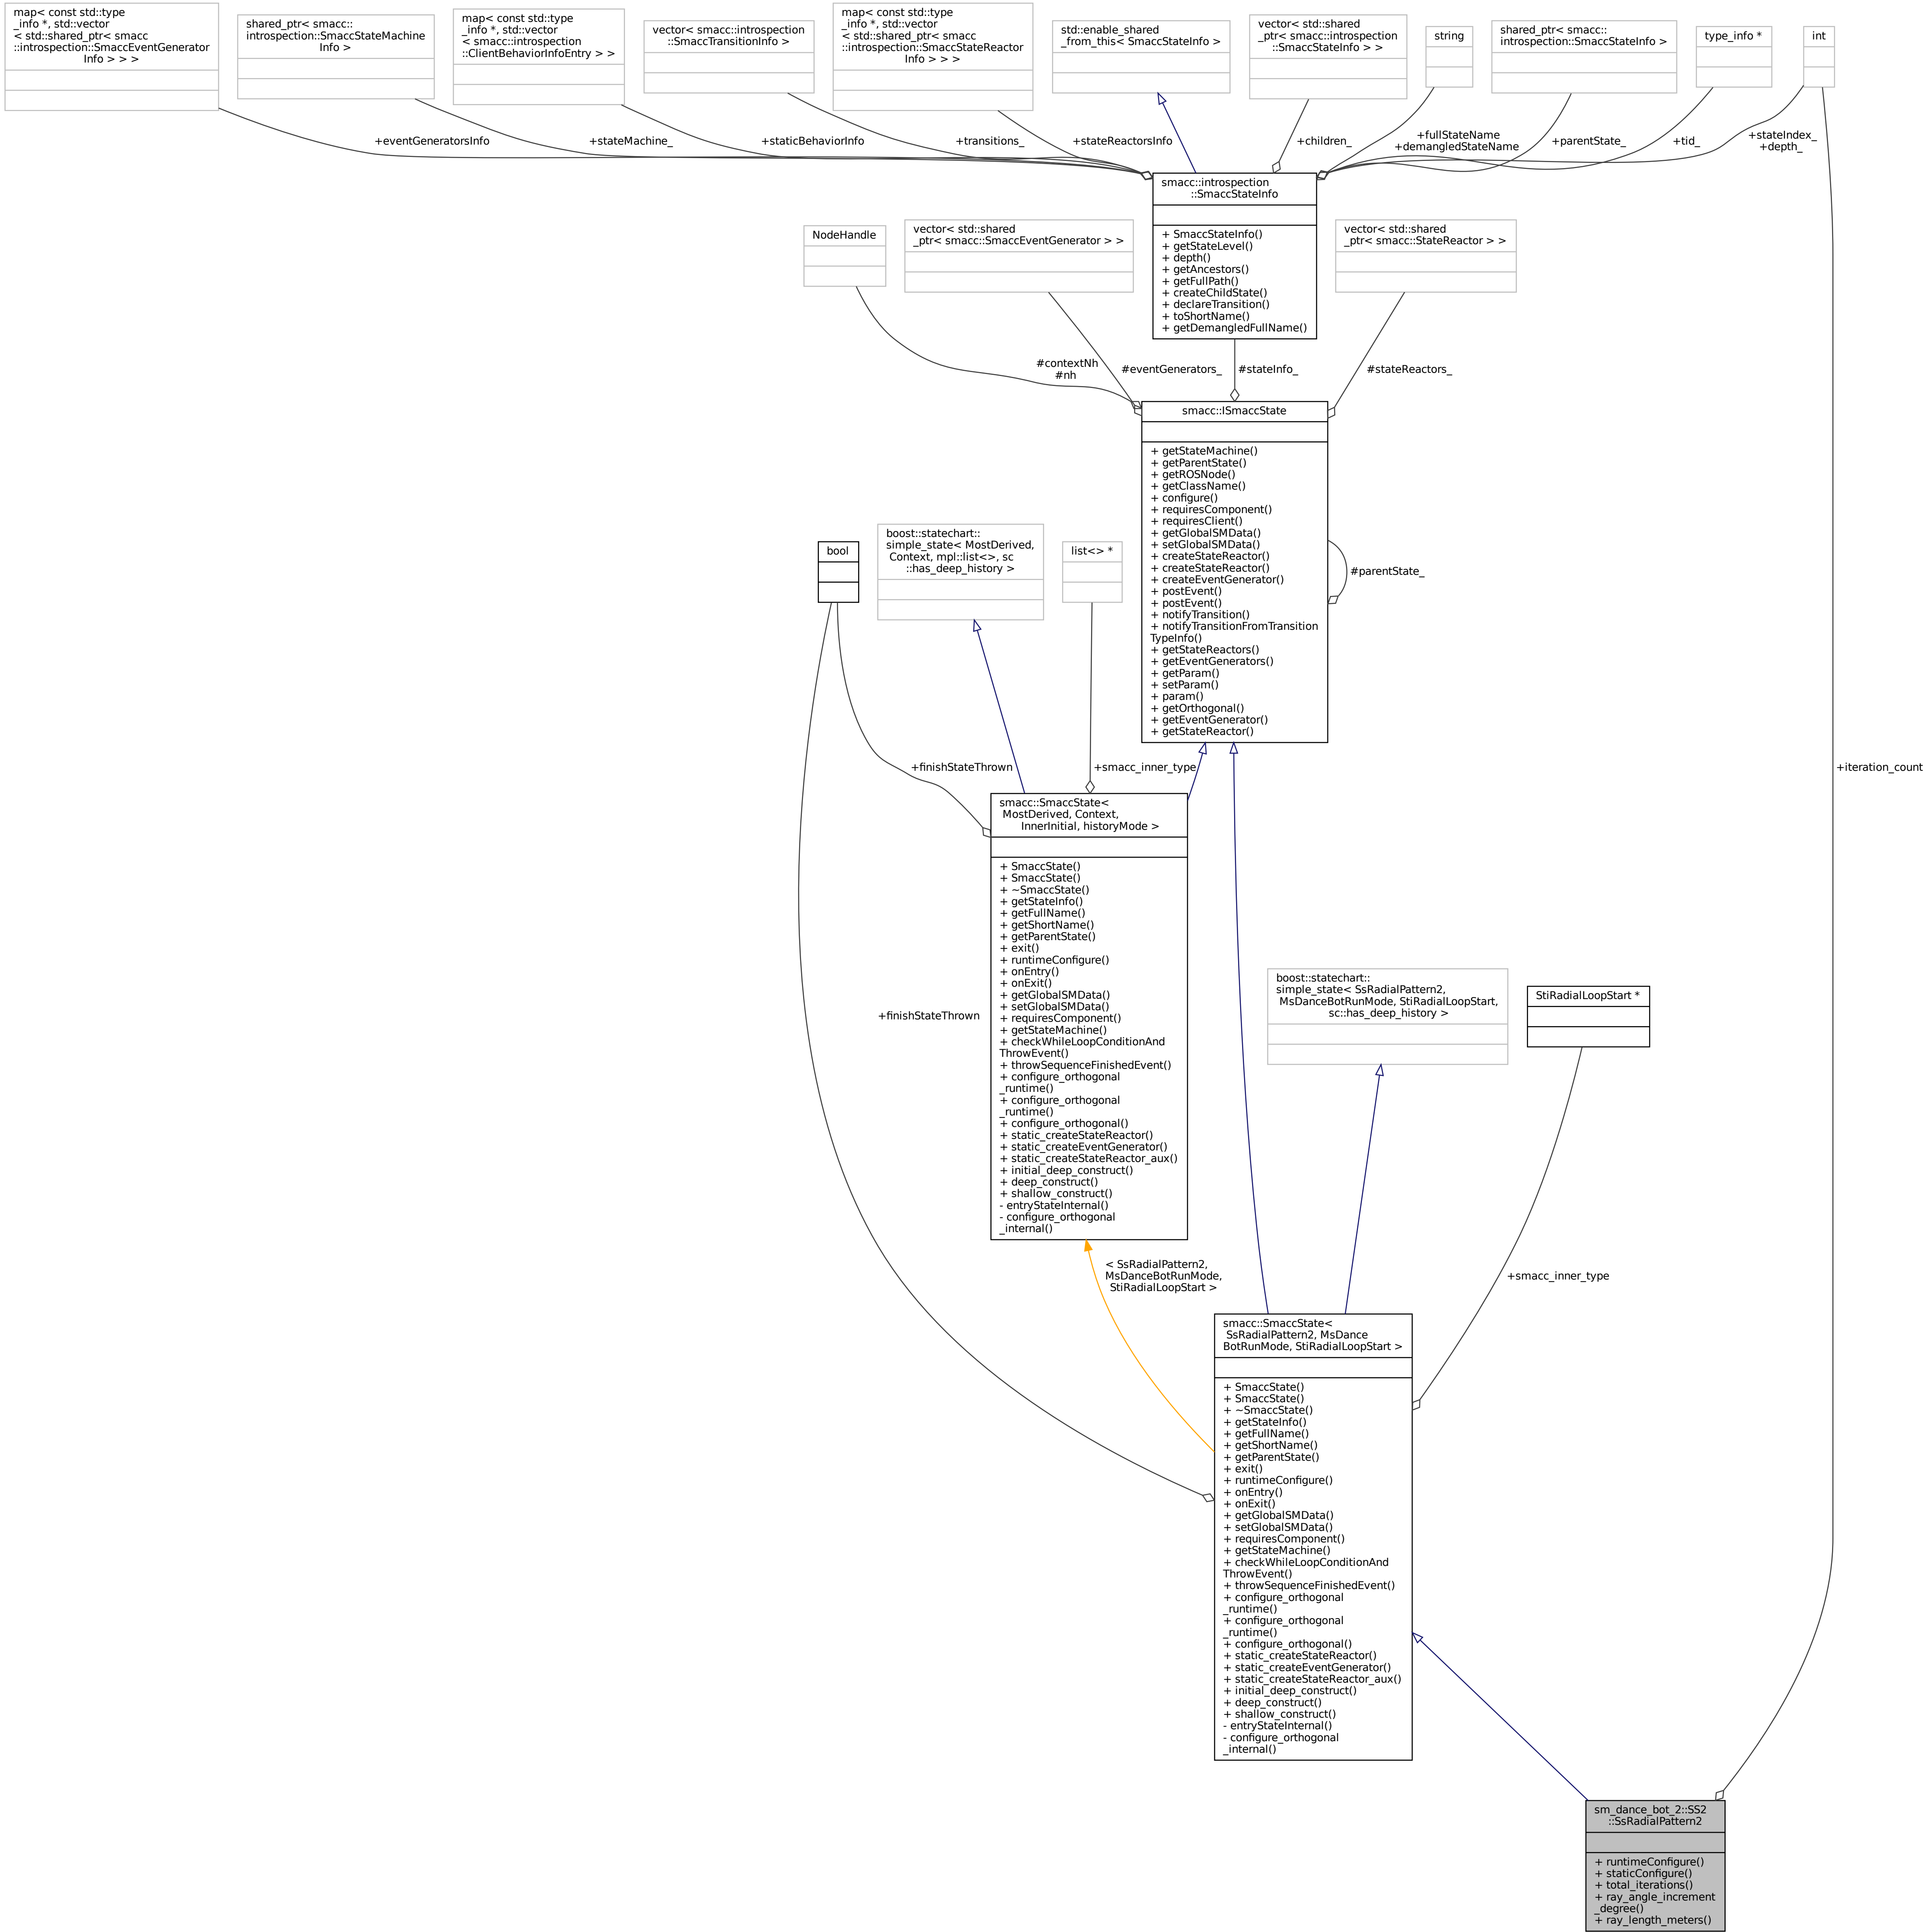 map< const std::type
_info *, std::vector
< std::shared_ptr< smacc
::introspection::SmaccEventGenerator
Info > > >
shared_ptr< smacc::
introspection::SmaccStateMachine
Info >
map< const std::type
_info *, std::vector
< smacc::introspection
::ClientBehaviorInfoEntry > >
vector< smacc::introspection
::SmaccTransitionInfo >
map< const std::type
_info *, std::vector
< std::shared_ptr< smacc
::introspection::SmaccStateReactor
Info > > >
std::enable_shared
_from_this< SmaccStateInfo >
vector< std::shared
_ptr< smacc::introspection
::SmaccStateInfo > >
string
shared_ptr< smacc::
introspection::SmaccStateInfo >
type_info *
int
+eventGeneratorsInfo
+stateMachine_
+staticBehaviorInfo
+transitions_
+stateReactorsInfo
+children_
+fullStateName
+demangledStateName
+parentState_
+tid_
+stateIndex_
+depth_
smacc::introspection
::SmaccStateInfo
+ SmaccStateInfo()
+ getStateLevel()
+ depth()
+ getAncestors()
+ getFullPath()
+ createChildState()
+ declareTransition()
+ toShortName()
+ getDemangledFullName()
NodeHandle
vector< std::shared
_ptr< smacc::SmaccEventGenerator > >
vector< std::shared
_ptr< smacc::StateReactor > >
#contextNh
#nh
#eventGenerators_
#stateInfo_
#stateReactors_
smacc::ISmaccState
+ getStateMachine()
+ getParentState()
+ getROSNode()
+ getClassName()
+ configure()
+ requiresComponent()
+ requiresClient()
+ getGlobalSMData()
+ setGlobalSMData()
+ createStateReactor()
+ createStateReactor()
+ createEventGenerator()
+ postEvent()
+ postEvent()
+ notifyTransition()
+ notifyTransitionFromTransition
TypeInfo()
+ getStateReactors()
+ getEventGenerators()
+ getParam()
+ setParam()
+ param()
+ getOrthogonal()
+ getEventGenerator()
+ getStateReactor()
#parentState_
bool
boost::statechart::
simple_state< MostDerived,
Context, mpl::list<>, sc
::has_deep_history >
list<> *
+finishStateThrown
+smacc_inner_type
+iteration_count
smacc::SmaccState<
MostDerived, Context,
InnerInitial, historyMode >
+ SmaccState()
+ SmaccState()
+ ~SmaccState()
+ getStateInfo()
+ getFullName()
+ getShortName()
+ getParentState()
+ exit()
+ runtimeConfigure()
+ onEntry()
+ onExit()
+ getGlobalSMData()
+ setGlobalSMData()
+ requiresComponent()
+ getStateMachine()
+ checkWhileLoopConditionAnd
ThrowEvent()
+ throwSequenceFinishedEvent()
+ configure_orthogonal
_runtime()
+ configure_orthogonal
_runtime()
+ configure_orthogonal()
+ static_createStateReactor()
+ static_createEventGenerator()
+ static_createStateReactor_aux()
+ initial_deep_construct()
+ deep_construct()
+ shallow_construct()
- entryStateInternal()
- configure_orthogonal
_internal()
+finishStateThrown
boost::statechart::
simple_state< SsRadialPattern2,
MsDanceBotRunMode, StiRadialLoopStart,
sc::has_deep_history >
StiRadialLoopStart *
< SsRadialPattern2,
MsDanceBotRunMode,
StiRadialLoopStart >
+smacc_inner_type
smacc::SmaccState<
SsRadialPattern2, MsDance
BotRunMode, StiRadialLoopStart >
+ SmaccState()
+ SmaccState()
+ ~SmaccState()
+ getStateInfo()
+ getFullName()
+ getShortName()
+ getParentState()
+ exit()
+ runtimeConfigure()
+ onEntry()
+ onExit()
+ getGlobalSMData()
+ setGlobalSMData()
+ requiresComponent()
+ getStateMachine()
+ checkWhileLoopConditionAnd
ThrowEvent()
+ throwSequenceFinishedEvent()
+ configure_orthogonal
_runtime()
+ configure_orthogonal
_runtime()
+ configure_orthogonal()
+ static_createStateReactor()
+ static_createEventGenerator()
+ static_createStateReactor_aux()
+ initial_deep_construct()
+ deep_construct()
+ shallow_construct()
- entryStateInternal()
- configure_orthogonal
_internal()
sm_dance_bot_2::SS2
::SsRadialPattern2
+ runtimeConfigure()
+ staticConfigure()
+ total_iterations()
+ ray_angle_increment
_degree()
+ ray_length_meters()